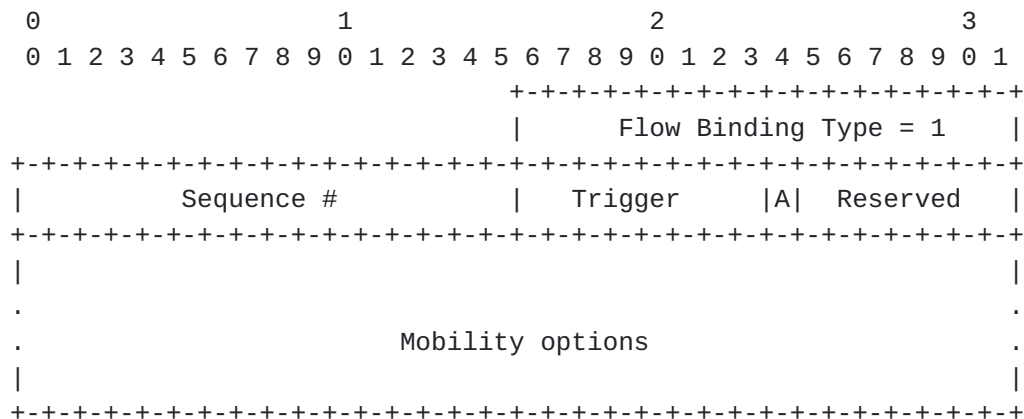 0                   1                   2                   3
0 1 2 3 4 5 6 7 8 9 0 1 2 3 4 5 6 7 8 9 0 1 2 3 4 5 6 7 8 9 0 1
                               +-+-+-+-+-+-+-+-+-+-+-+-+-+-+-+-+
                               |      Flow Binding Type = 1    |
+-+-+-+-+-+-+-+-+-+-+-+-+-+-+-+-+-+-+-+-+-+-+-+-+-+-+-+-+-+-+-+-+
|          Sequence #           |   Trigger     |A|  Reserved   |
+-+-+-+-+-+-+-+-+-+-+-+-+-+-+-+-+-+-+-+-+-+-+-+-+-+-+-+-+-+-+-+-+
|                                                               |
.                                                               .
.                        Mobility options                       .
|                                                               |
+-+-+-+-+-+-+-+-+-+-+-+-+-+-+-+-+-+-+-+-+-+-+-+-+-+-+-+-+-+-+-+-+